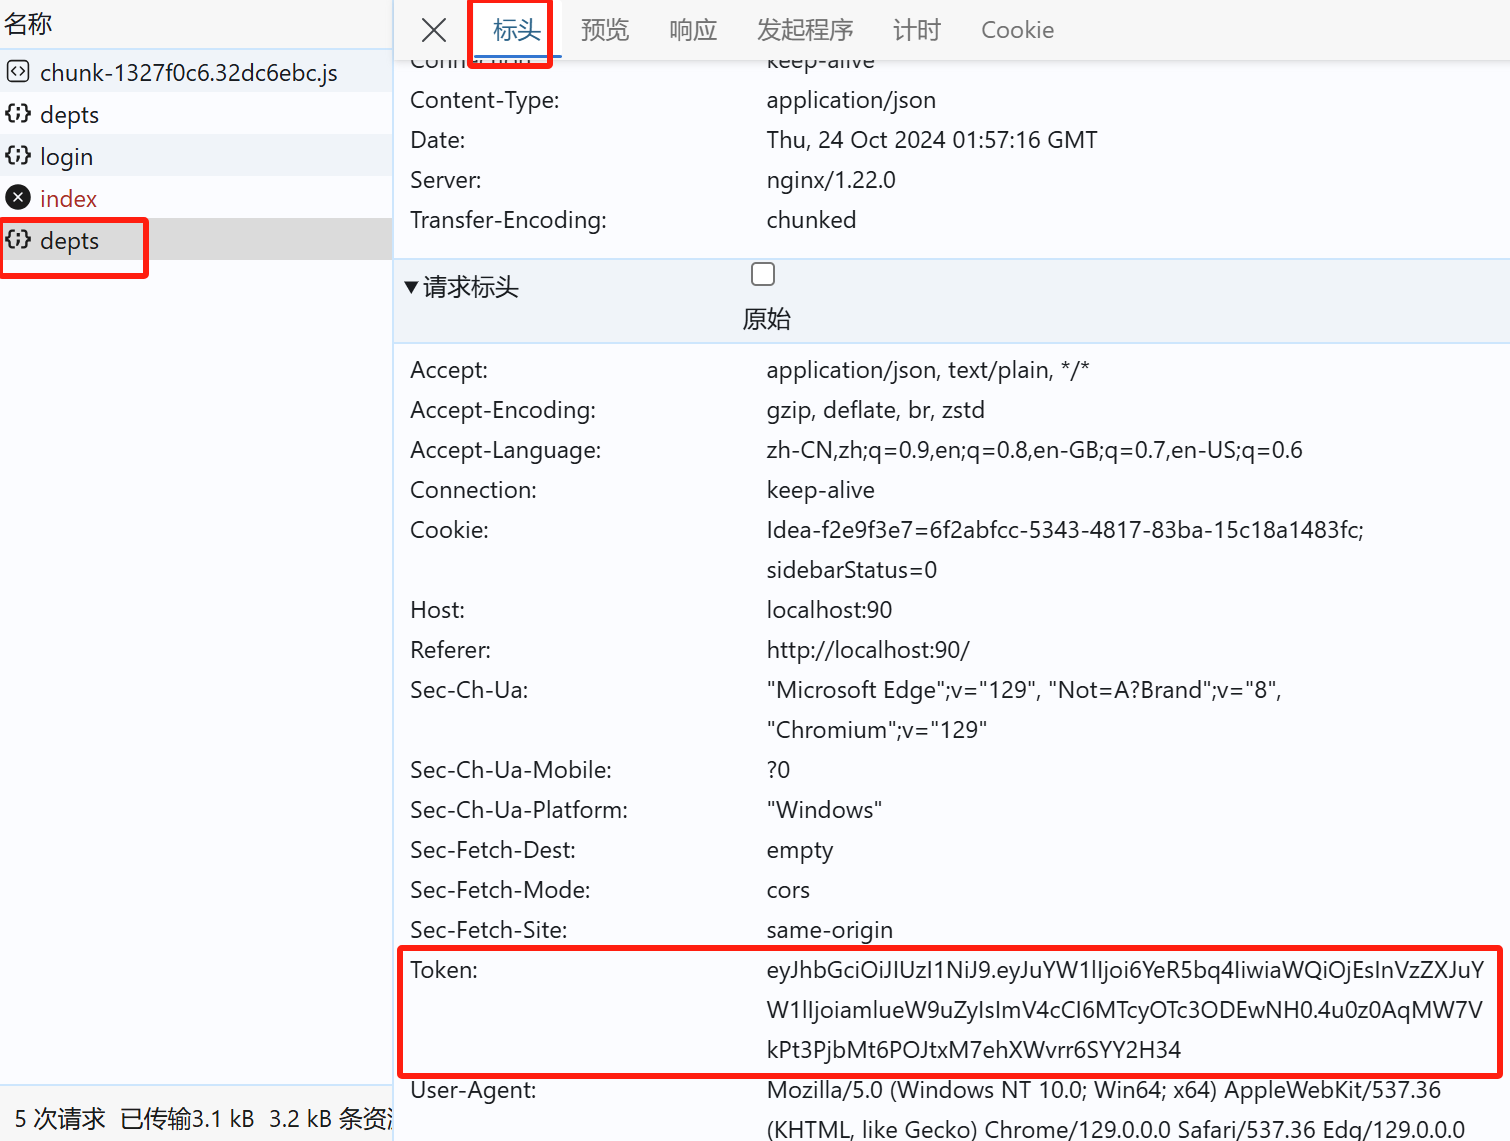 名称
chunk-1327f0c6.32dc6ebc.js
depts
login
index
depts
5 次请求 已传输3.1 kB 3.2 kB 条资
标头 预览 响应 发起程序 计时 Cookie
Connection: keep-alive
Content-Type: application/json
Date: Thu, 24 Oct 2024 01:57:16 GMT
Server: nginx/1.22.0
Transfer-Encoding: chunked
请求标头
原始
Accept: application/json, text/plain, */*
Accept-Encoding: gzip, deflate, br, zstd
Accept-Language: zh-CN,zh;q=0.9,en;q=0.8,en-GB;q=0.7,en-US;q=0.6
Connection: keep-alive
Cookie: Idea-f2e9f3e7=6f2abfcc-5343-4817-83ba-15c18a1483fc;
sidebarStatus=0
Host: localhost:90
Referer: http://localhost:90/
Sec-Ch-Ua: "Microsoft Edge";v="129", "Not=A?Brand";v="8",
"Chromium";v="129"
Sec-Ch-Ua-Mobile: ?0
Sec-Ch-Ua-Platform: "Windows"
Sec-Fetch-Dest: empty
Sec-Fetch-Mode: cors
Sec-Fetch-Site: same-origin
Token: eyJhbGciOiJIUzI1NiJ9.eyJuYW1lIjoi6YeR5bq4IiwiaWQiOjEsInVzZXJuY
W1lIjoiamlueW9uZyIsImV4cCI6MTcyOTc3ODEwNH0.4u0z0AqMW7V
kPt3PjbMt6POJtxM7ehXWvrr6SYY2H34
User-Agent: Mozilla/5.0 (Windows NT 10.0; Win64; x64) AppleWebKit/537.36
(KHTML, like Gecko) Chrome/129.0.0.0 Safari/537.36 Edg/129.0.0.0